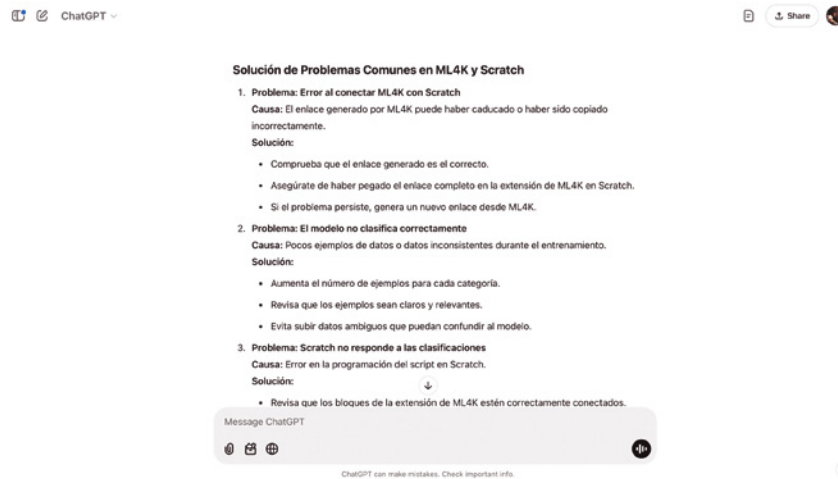 ChatGPT
Share
Solución de Problemas Comunes en ML4K y Scratch
1. Problema: Error al conectar ML4K con Scratch
Causa: El enlace generado por ML4K puede haber caducado o haber sido copiado
incorrectamente.
Solución:
• Comprueba que el enlace generado es el correcto.
• Asegúrate de haber pegado el enlace completo en la extensión de ML4K en Scratch.
• Si el problema persiste, genera un nuevo enlace desde ML4K.
2. Problema: El modelo no clasifica correctamente
Causa: Pocos ejemplos de datos o datos inconsistentes durante el entrenamiento.
Solución:
• Aumenta el número de ejemplos para cada categoría.
• Revisa que los ejemplos sean claros y relevantes.
• Evita subir datos ambiguos que puedan confundir al modelo.
3. Problema: Scratch no responde a las clasificaciones
Causa: Error en la programación del script en Scratch.
Solución:
• Revisa que los bloques de la extensión de ML4K estén correctamente conectados.
Message ChatGPT
ChatGPT can make mistakes. Check important info.